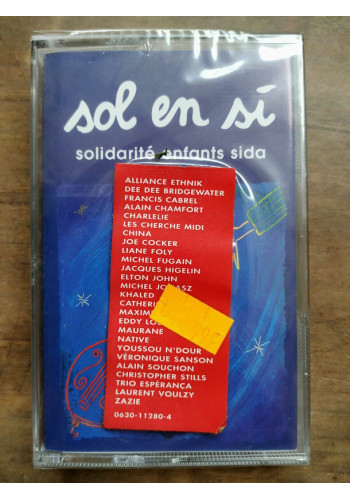 sol en si
solidarité enfants sida
ALLIANCE ETHNIK
DEE DEE BRIDGEWATER
FRANCIS CABREL
ALAIN CHAMFORT
CHARLELIE
LES CHERCHE MIDI
CHINA
JOE COCKER
LIANE FOLY
MICHEL FUGAIN
JACQUES HIGELIN
ELTON JOHN
MICHEL
KHALED
EDDY
MAURANE
NATIVE
YOUSSOU N'DOUR
VÉRONIQUE SANSON
ALAIN SOUCHON
CHRISTOPHER STILLS
TRIO ESPÉRANÇA
LAURENT VOULZY
ZAZIE
0630-11280-4